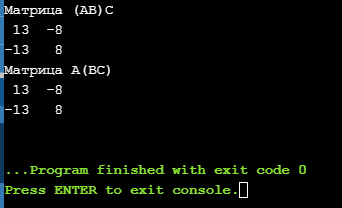 Матрица (AB)C
13 -8
-13 8
Матрица A(BC)
13 -8
-13 8
...Program finished with exit code 0
Press ENTER to exit console.